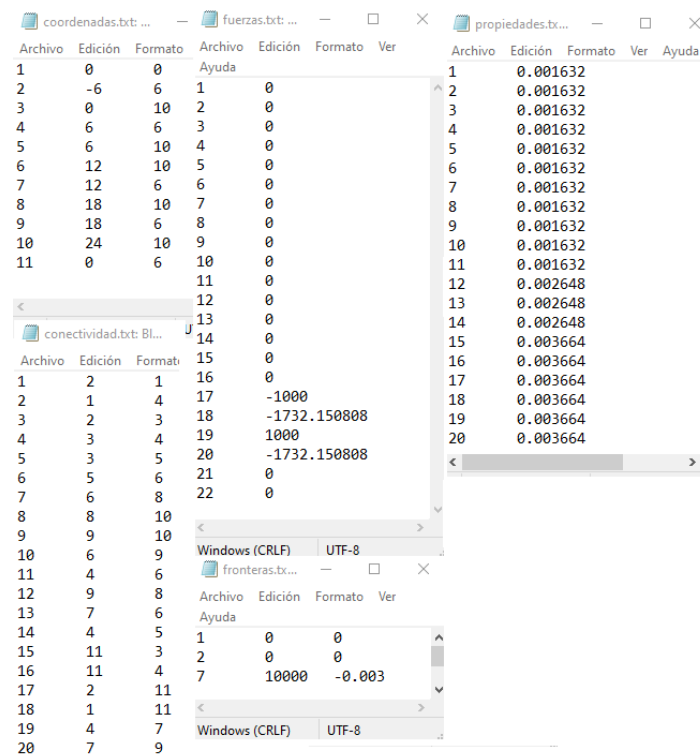 coordenadas.txt: ...
Archivo Edición Formato
1 0 0
2 -6 6
3 0 10
4 6 6
5 6 10
6 12 10
7 12 6
8 18 10
9 18 6
10 24 10
11 0 6
conectividad.txt: Bl...
Archivo Edición Format
1 2 1
2 1 4
3 2 3
4 3 4
5 3 5
6 5 6
7 6 8
8 8 10
9 9 10
10 6 9
11 4 6
12 9 8
13 7 6
14 4 5
15 11 3
16 11 4
17 2 11
18 1 11
19 4 7
20 7 9
fuerzas.txt: ...
Archivo Edición Formato Ver
Ayuda
1 0
2 0
3 0
4 0
5 0
6 0
7 0
8 0
9 0
10 0
11 0
12 0
13 0
14 0
15 0
16 0
17 -1000
18 -1732.150808
19 1000
20 -1732.150808
21 0
22 0
Windows (CRLF) UTF-8
fronteras.tx...
Archivo Edición Formato Ver
Ayuda
1 0 0
2 0 0
7 10000 -0.003
Windows (CRLF) UTF-8
propiedades.tx...
Archivo Edición Formato Ver Ayuda
1 0.001632
2 0.001632
3 0.001632
4 0.001632
5 0.001632
6 0.001632
7 0.001632
8 0.001632
9 0.001632
10 0.001632
11 0.001632
12 0.002648
13 0.002648
14 0.002648
15 0.003664
16 0.003664
17 0.003664
18 0.003664
19 0.003664
20 0.003664